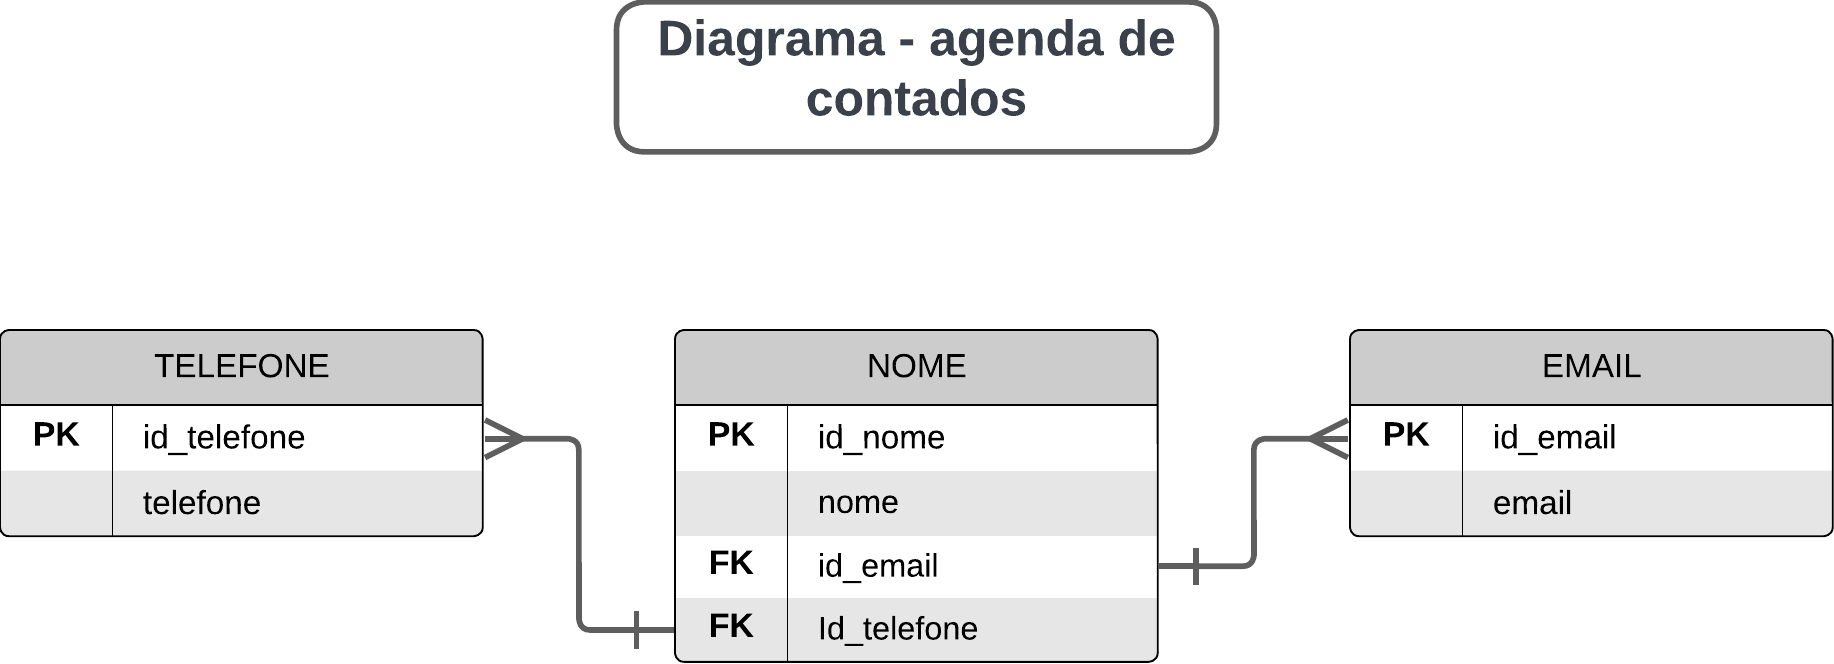 Diagrama - agenda de
contados
TELEFONE
PK id_telefone
telefone
NOME
PK id_nome
nome
FK id_email
FK Id_telefone
EMAIL
PK id_email
email